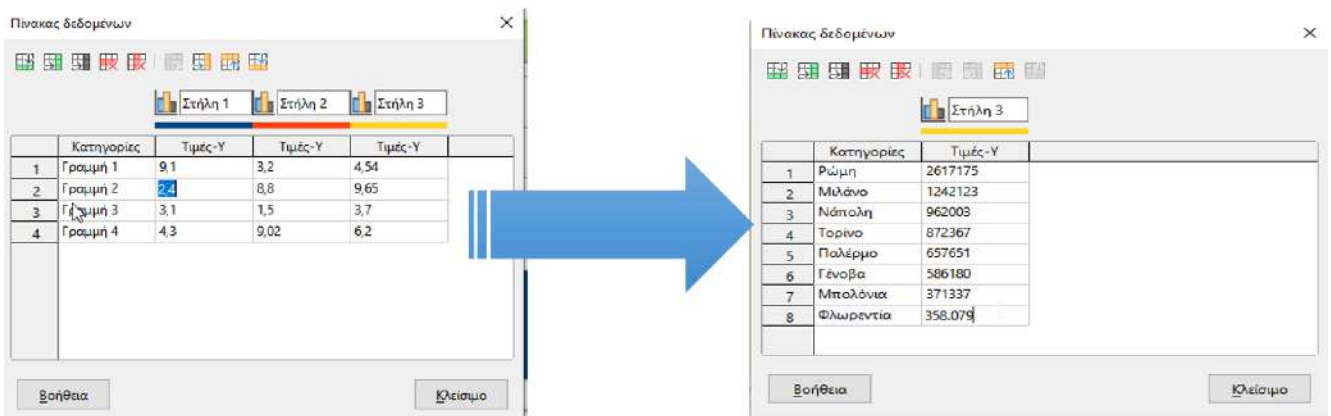 Πίνακας δεδομένων
Στήλη 1 Στήλη 2 Στήλη 3
Κατηγορίες Τιμές-Y Τιμές-Y Τιμές-Y
1 Γραμμή 1 9,1 3,2 4,54
2 Γραμμή 2 2,4 8,8 9,65
3 Γραμμή 3 3,1 1,5 3,7
4 Γραμμή 4 4,3 9,02 6,2
Βοήθεια Κλείσιμο
Πίνακας δεδομένων
Στήλη 3
Κατηγορίες Τιμές-Y
1 Ρώμη 2617175
2 Μιλάνο 1242123
3 Νάπολη 962003
4 Τορίνο 872367
5 Παλέρμο 657651
6 Γένοβα 586180
7 Μπολόνια 371337
8 Φλωρεντία 358.079
Βοήθεια Κλείσιμο